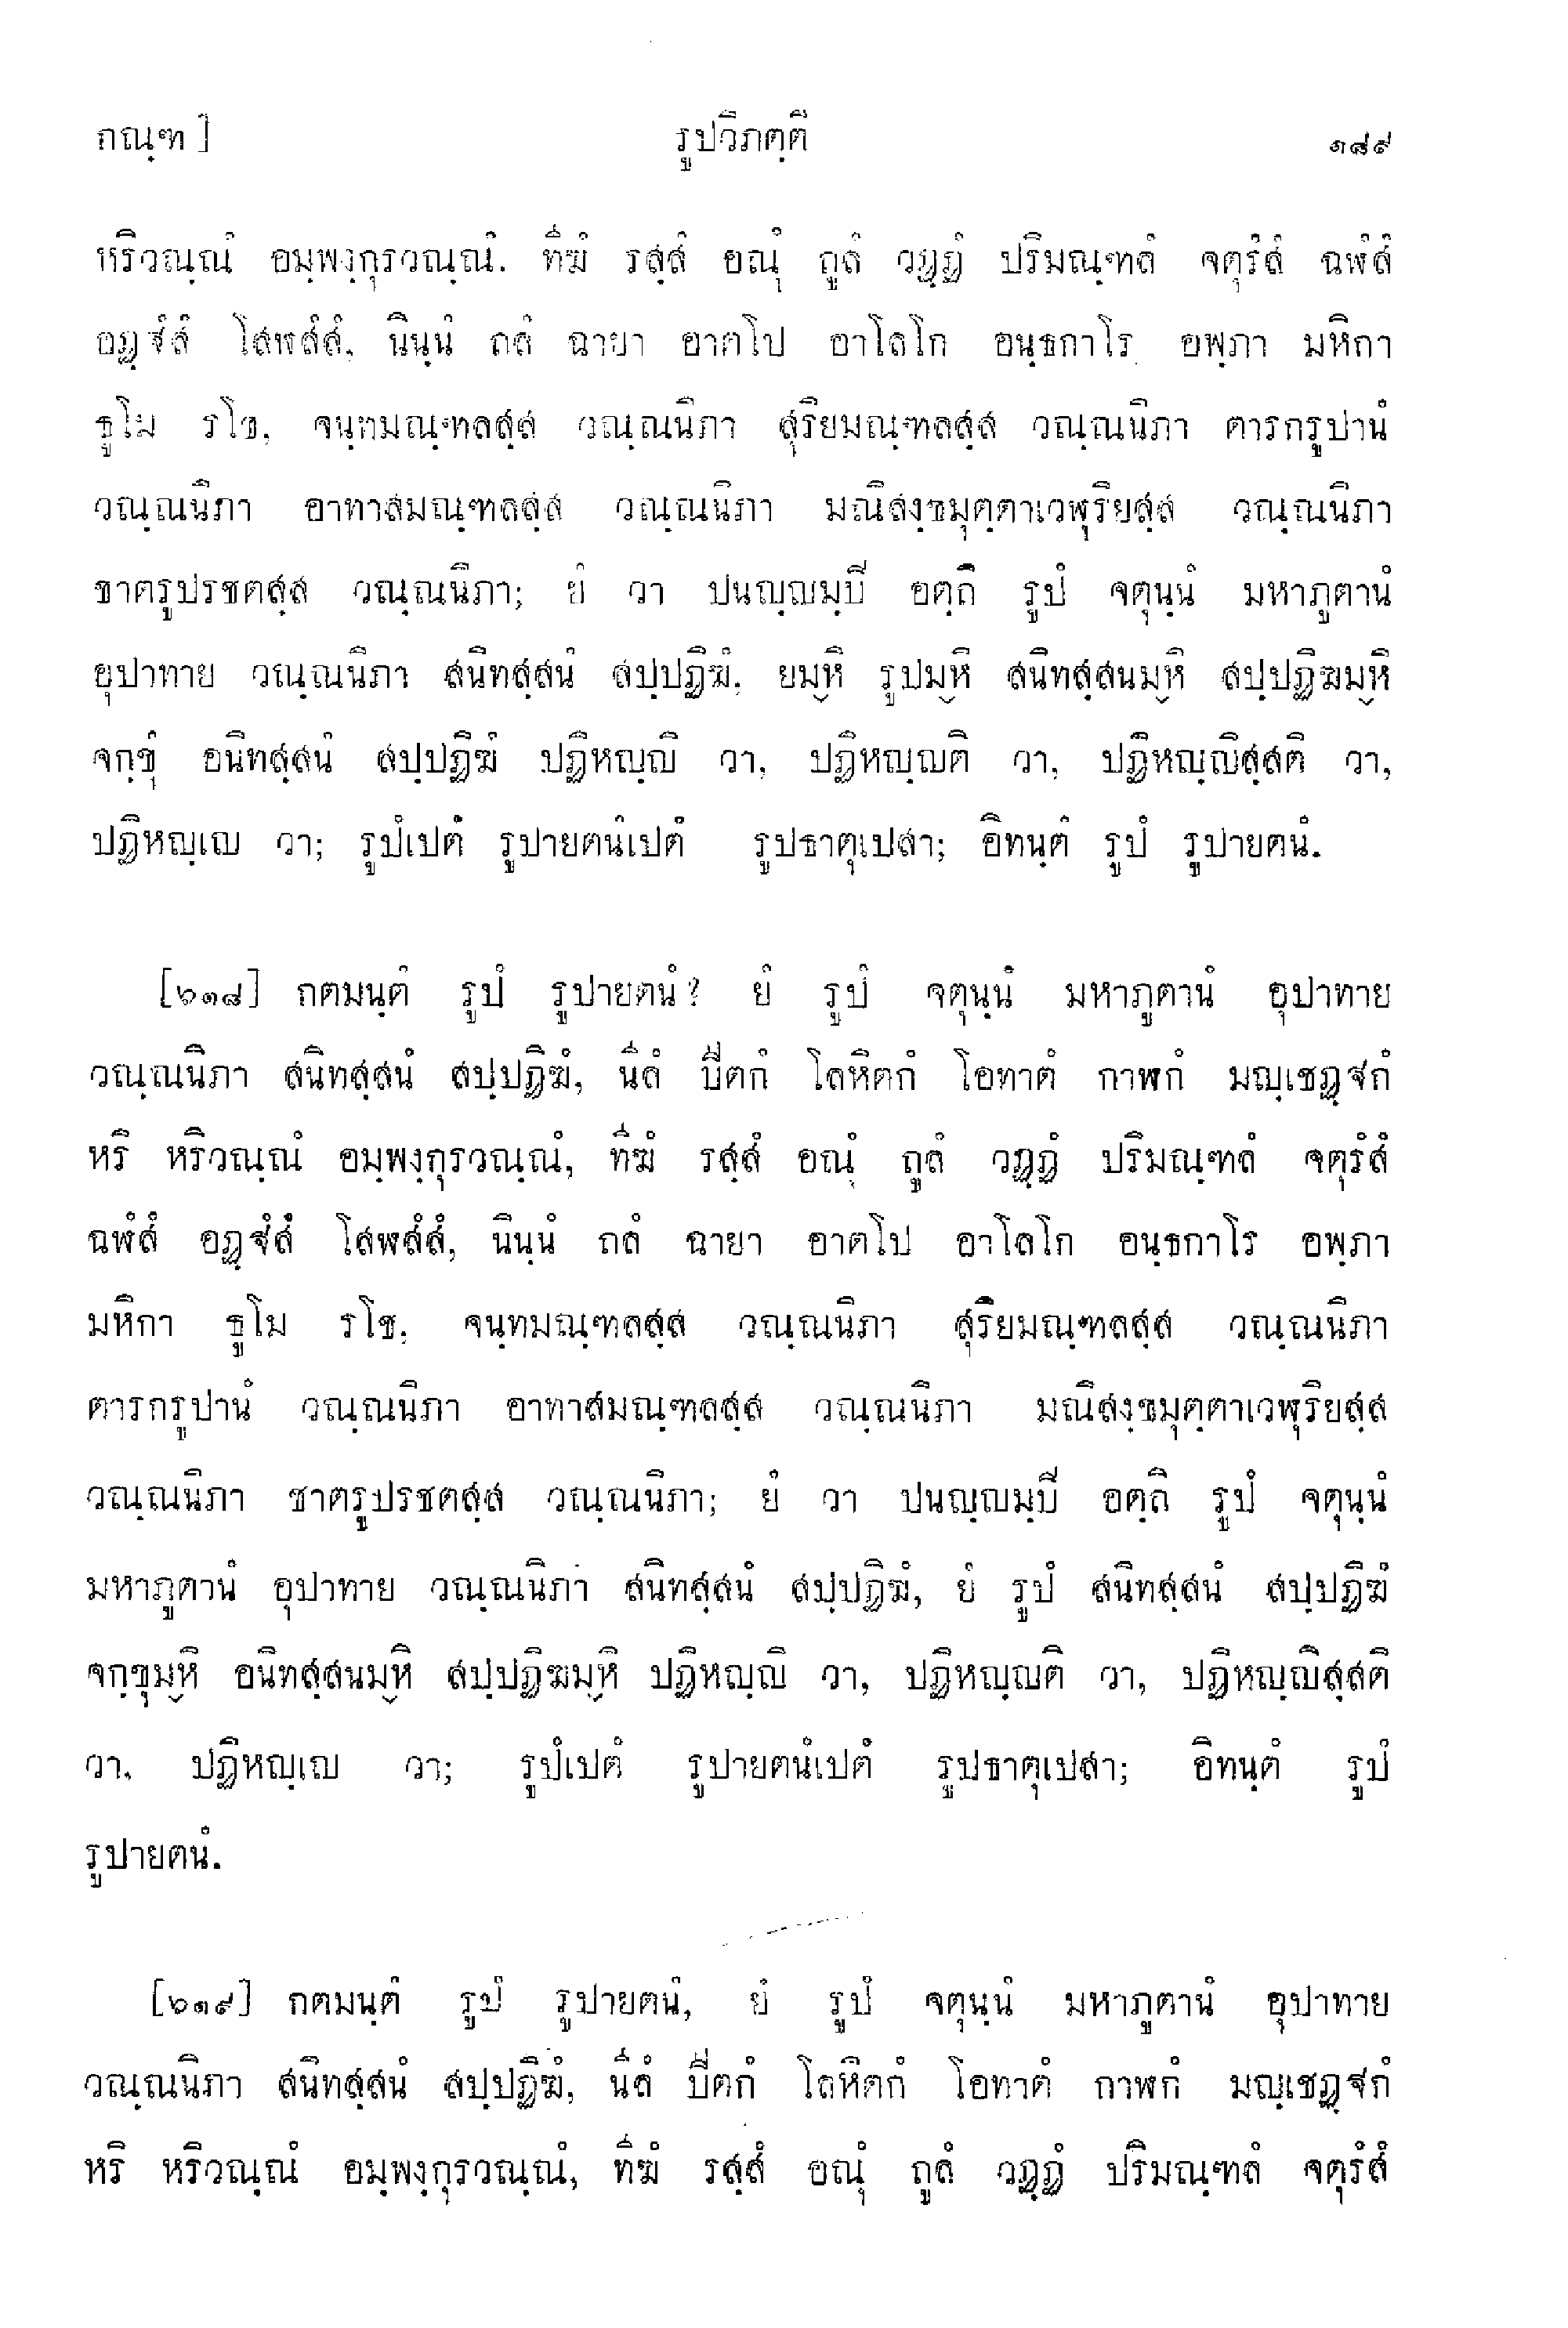 กณฺฑ]	รูปวิภตฺติ	๑๘๙
หริวณฺณํ อมฺพงฺกุรวณฺณํ. ทีฆํ รสฺสํ อณุํ ถูลํ วฏฺฏํ ปริมณฺฑลํ จตุรํสํ ฉฬํสํ
อฏฺฐํสํ โสฬสํสํ, นินฺนํ ถลํ ฉายา อาตโป อาโลโก อนฺธกาโร อพฺภา มหิกา
ธูโม รโช, จนฺทมณฺฑลสฺส วณฺณนิภา สุริยมณฺฑลสฺส วณฺณนิภา ตารกรูปานํ
วณฺณนิภา อาทาสมณฺฑลสฺส วณฺณนิภา มณิสงฺขมุตฺตาเวฬุริยสฺส วณฺณนิภา
ชาตรูปรชตสฺส วณฺณนิภา; ยํ วา ปนญฺญมฺปิ อตฺถิ รูปํ จตุนฺนํ มหาภูตานํ
อุปาทาย วณฺณนิภา สนิทสฺสนํ สปฺปฏิฆํ, ยมฺหิ รูปมฺหิ สนิทสฺสนมฺหิ สปฺปฏิฆมฺหิ
จกฺขุํ อนิทสฺสนํ สปฺปฏิฆํ ปฏิหญฺญิ วา, ปฏิหญฺญติ วา, ปฏิหญฺญิสฺสติ วา,
ปฏิหญฺเญ วา; รูปํเปตํ รูปายตนํเปตํ รูปธาตุเปสา; อิทนฺตํ รูปํ รูปายตนํ.
[๖๑๘] กตมนฺตํ รูปํ รูปายตนํ? ยํ รูปํ จตุนฺนํ มหาภูตานํ อุปาทาย
วณฺณนิภา สนิทสฺสนํ สปฺปฏิฆํ, นีลํ ปีตกํ โลหิตกํ โอทาตํ กาฬกํ มญฺเชฏฺฐกํ
หริ หริวณฺณํ อมฺพงฺกุรวณฺณํ, ทีฆํ รสฺสํ อณุํ ถูลํ วฏฺฏํ ปริมณฺฑลํ จตุรํสํ
ฉฬํสํ อฏฺฐํสํ โสฬสํสํ, นินฺนํ ถลํ ฉายา อาตโป อาโลโก อนฺธกาโร อพฺภา
มหิกา ธูโม รโช, จนฺทมณฺฑลสฺส วณฺณนิภา สุริยมณฺฑลสฺส วณฺณนิภา
ตารกรูปานํ วณฺณนิภา อาทาสมณฺฑลสฺส วณฺณนิภา มณิสงฺขมุตฺตาเวฬุริยสฺส
วณฺณนิภา ชาตรูปรชตสฺส วณฺณนิภา; ยํ วา ปนญฺญมฺปิ อตฺถิ รูปํ จตุนฺนํ
มหาภูตานํ อุปาทาย วณฺณนิภา สนิทสฺสนํ สปฺปฏิฆํ, ยํ รูปํ สนิทสฺสนํ สปฺปฏิฆํ
จกฺขุมฺหิ อนิทสฺสนมฺหิ สปฺปฏิฆมฺหิ ปฏิหญฺญิ วา, ปฏิหญฺญติ วา, ปฏิหญฺญิสฺสติ
วา, ปฏิหญฺเญ วา; รูปํเปตํ รูปายตนํเปตํ รูปธาตุเปสา; อิทนฺตํ รูปํ
รูปายตนํ.
[๖๑๙] กตมนฺตํ รูปํ รูปายตนํ, ยํ รูปํ จตุนฺนํ มหาภูตานํ อุปาทาย
วณฺณนิภา สนิทสฺสนํ สปฺปฏิฆํ, นีลํ ปีตกํ โลหิตกํ โอทาตํ กาฬกํ มญฺเชฏฺฐกํ
หริ หริวณฺณํ อมฺพงฺกุรวณฺณํ, ทีฆํ รสฺสํ อณุํ ถูลํ วฏฺฏํ ปริมณฺฑลํ จตุรํสํ